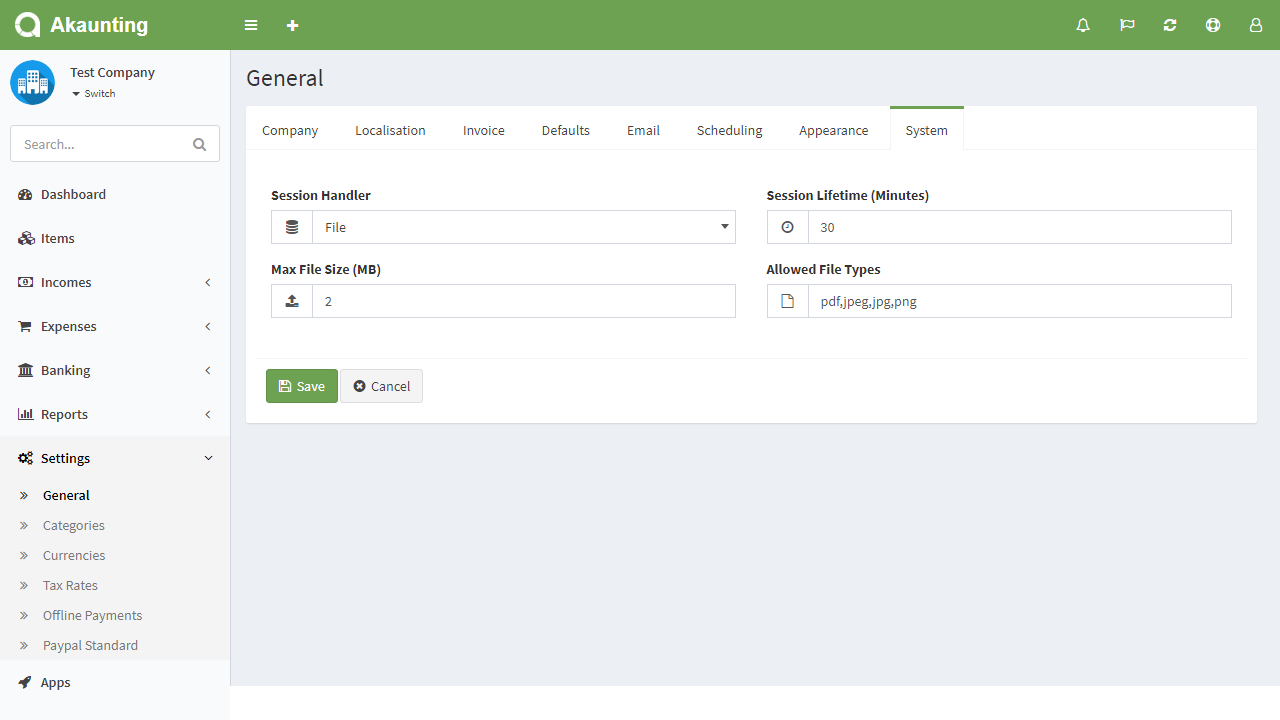 Akaunting
Test Company
Switch
Search...
Dashboard
Items
Incomes
Expenses
Banking
Reports
Settings
General
Categories
Currencies
Tax Rates
Offline Payments
Paypal Standard
Apps
General
Company Localisation Invoice Defaults Email Scheduling Appearance System
Session Handler
File
Session Lifetime (Minutes)
30
Max File Size (MB)
2
Allowed File Types
pdf,jpeg,jpg,png
Save Cancel